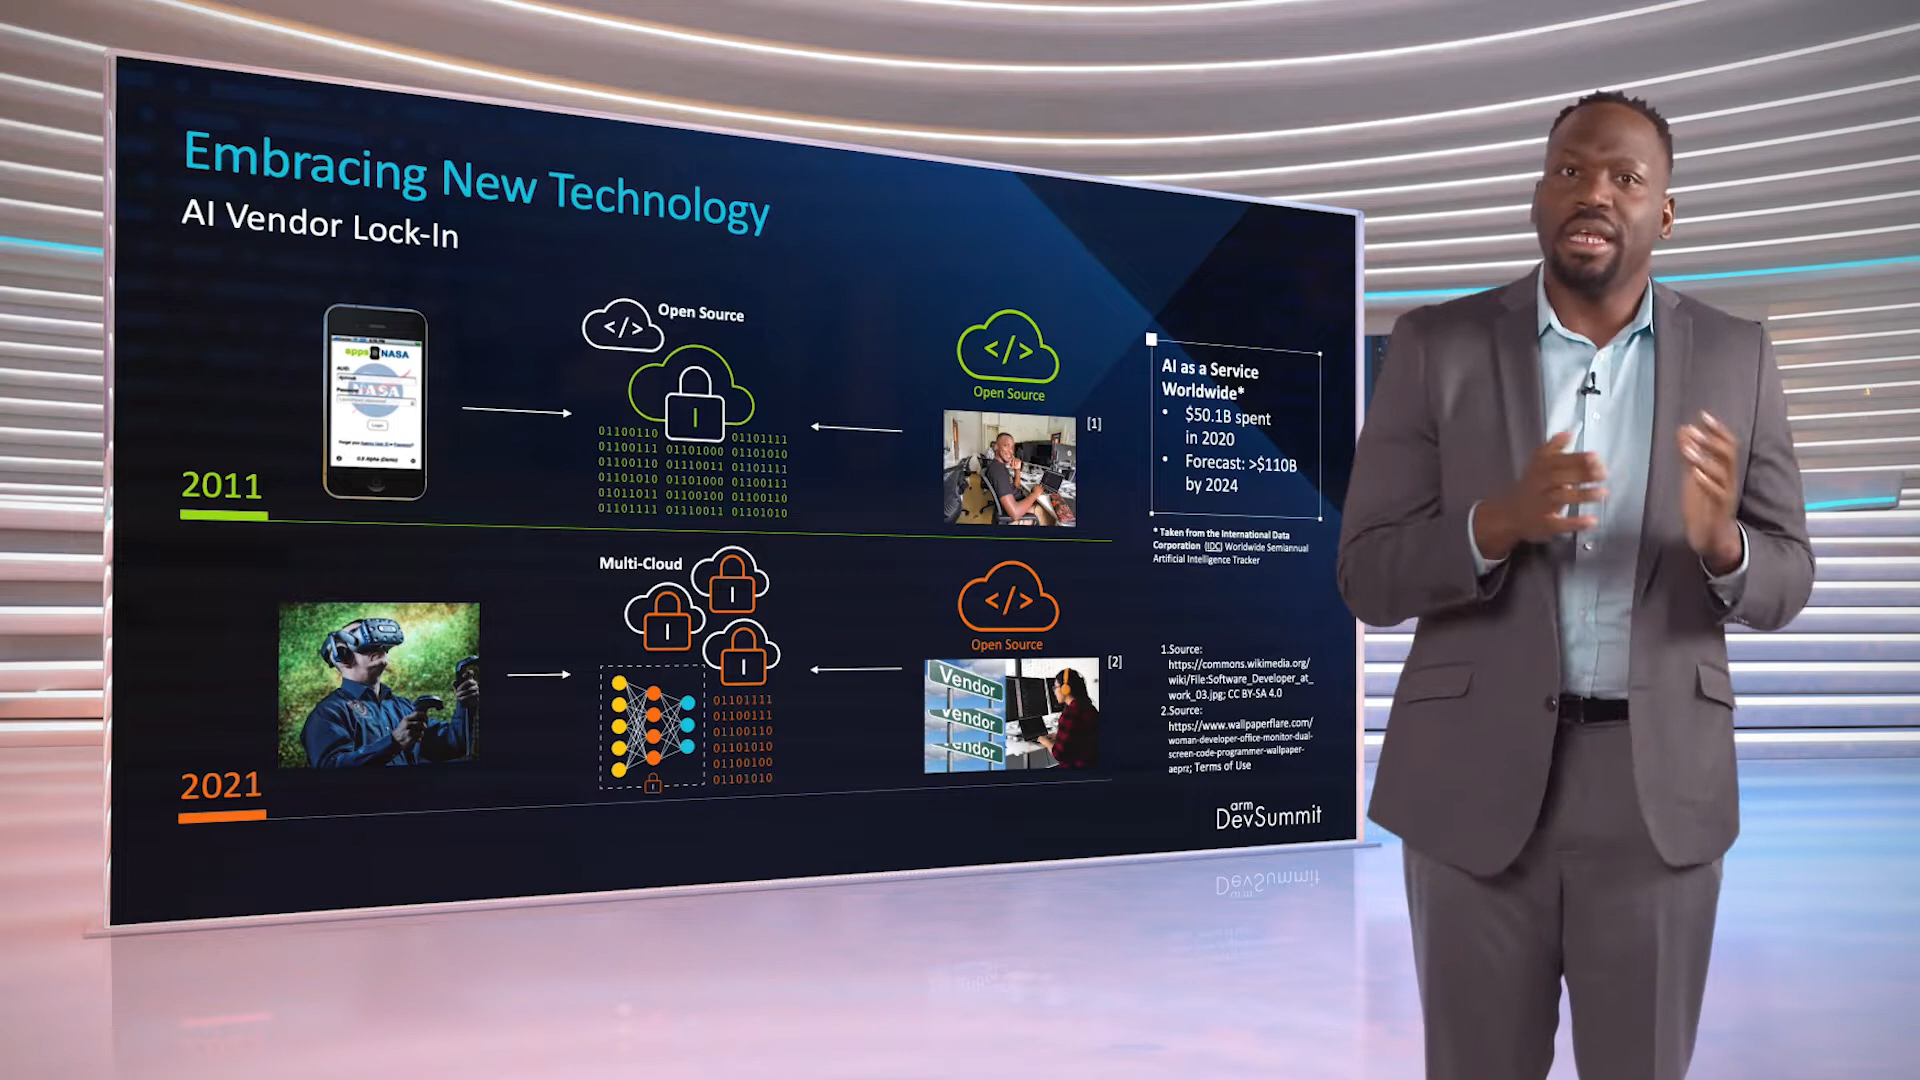 Embracing New Technology
AI Vendor Lock-In
apps NASA
NASA
</>
Open Source
01100110 01101111
01100111 01101000 01101010
01100110 01110011 01101111
01101010 01101000 01100111
01011011 01100100 01100110
01101111 01110011 01101010
</>
Open Source
[1]
AI as a Service
Worldwide*
• $50.1B spent
in 2020
• Forecast: >$110B
by 2024
* Taken from the International Data
Corporation (IDC) Worldwide Semiannual
Artificial Intelligence Tracker
2011
Multi-Cloud
01101111
01100111
01100110
01101010
01100100
01101010
</>
Open Source
Vendor
Vendor
Vendor
[2]
1.Source:
https://commons.wikimedia.org/
wiki/File:Software_Developer_at_
work_03.jpg; CC BY-SA 4.0
2.Source:
https://www.wallpaperflare.com/
woman-developer-office-monitor-dual-
screen-code-programmer-wallpaper-
aeprz; Terms of Use
2021
arm
DevSummit